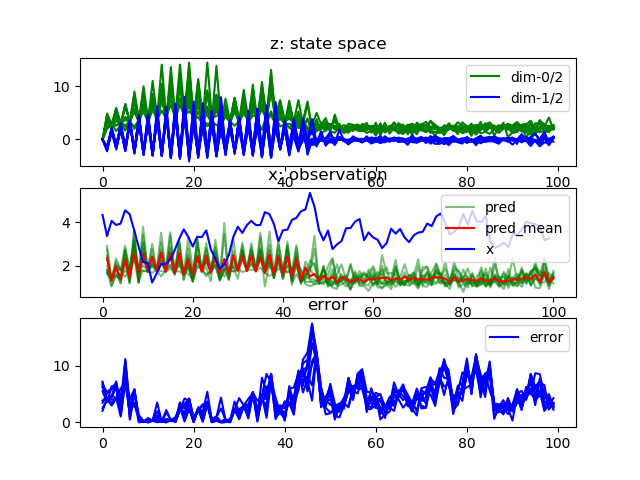 z: state space
10
0
dim-0/2
dim-1/2
0 20 40 60 80 100
x: observation
4
2
pred
pred_mean
x
0 20 40 60 80 100
error
10
0
error
0 20 40 60 80 100